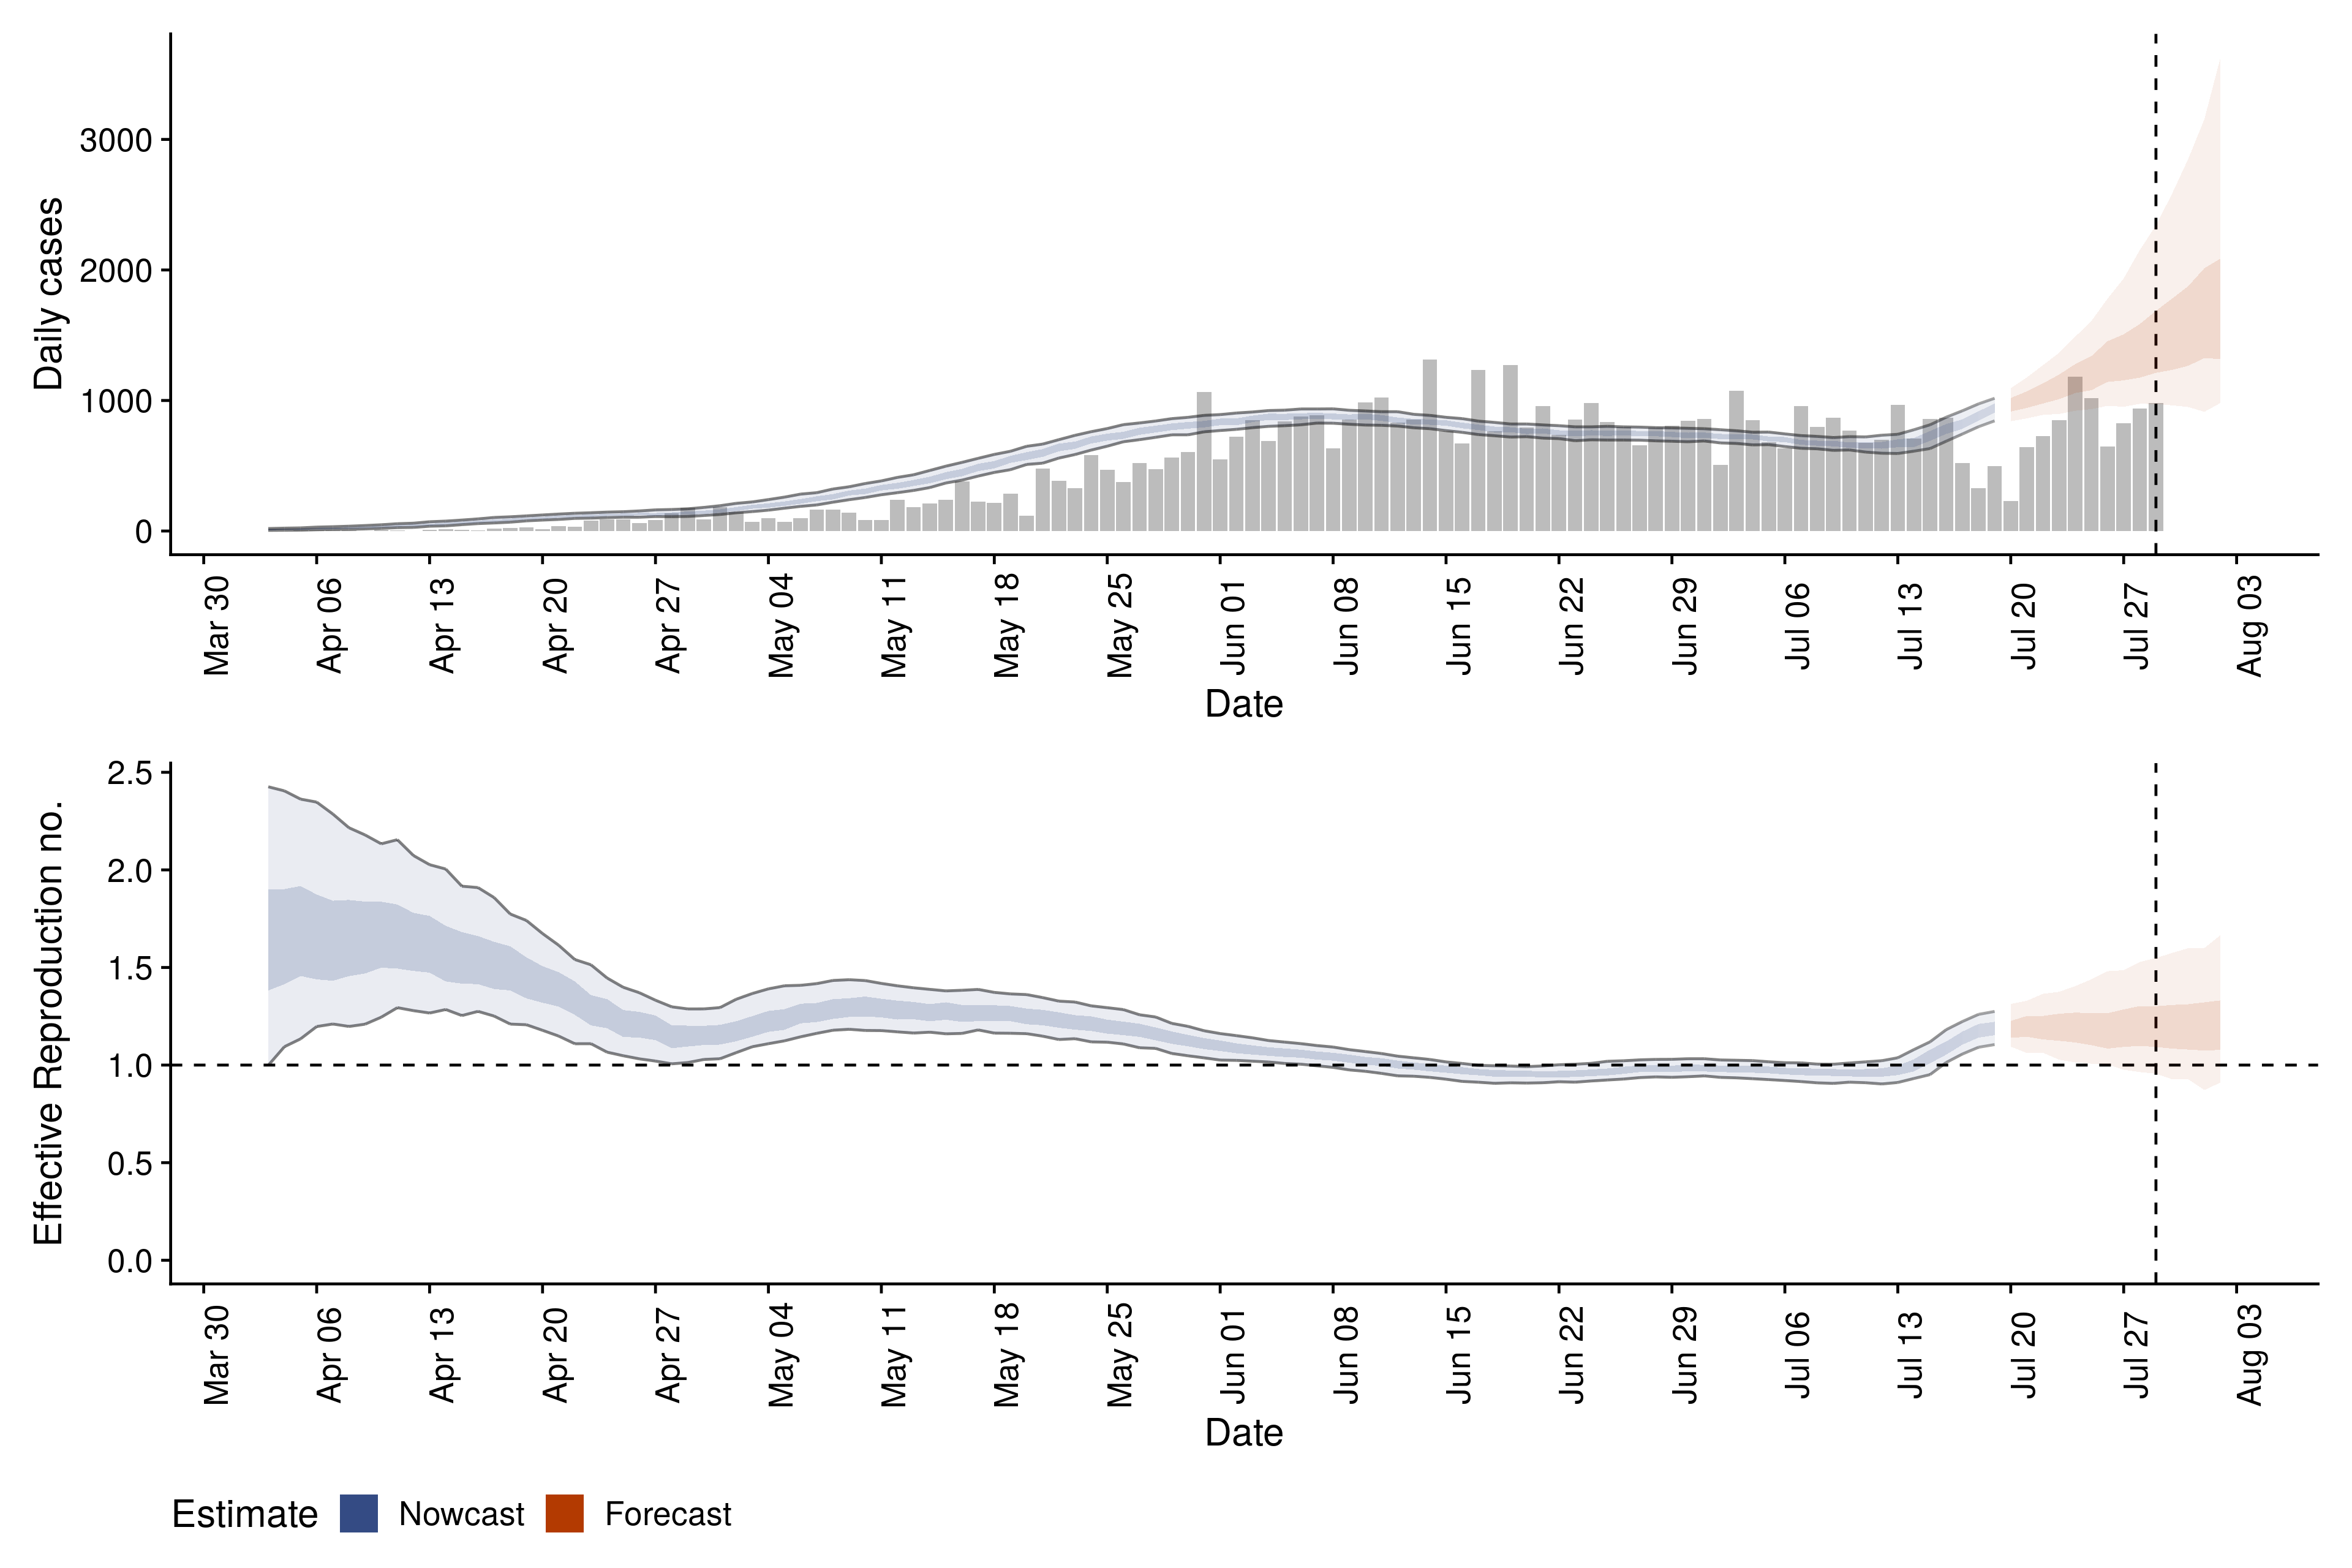 Daily cases
3000
2000
1000
0
Mar 30 Apr 06 Apr 13 Apr 20 Apr 27 May 04 May 11 May 18 May 25 Jun 01 Jun 08 Jun 15 Jun 22 Jun 29 Jul 06 Jul 13 Jul 20 Jul 27 Aug 03
Date
Effective Reproduction no.
2.5
2.0
1.5
1.0
0.5
0.0
Mar 30 Apr 06 Apr 13 Apr 20 Apr 27 May 04 May 11 May 18 May 25 Jun 01 Jun 08 Jun 15 Jun 22 Jun 29 Jul 06 Jul 13 Jul 20 Jul 27 Aug 03
Date
Estimate Nowcast Forecast